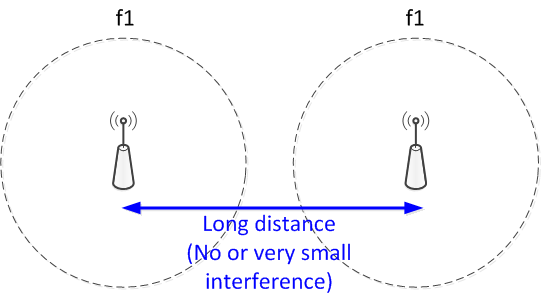 f1
f1
Long distance
(No or very small
interference)